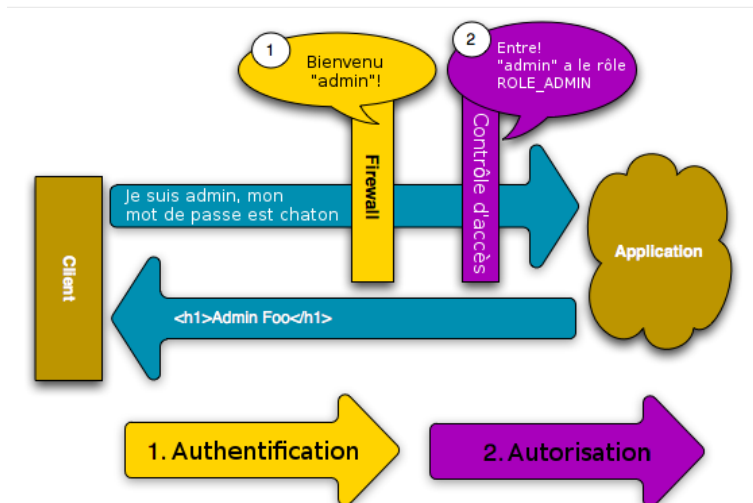 1
Bienvenu
"admin"!
2
Entre!
"admin" a le rôle
ROLE_ADMIN
Je suis admin, mon
mot de passe est chaton
Firewall
Contrôle d'accès
Client
Application
<h1>Admin Foo</h1>
1. Authentification
2. Autorisation